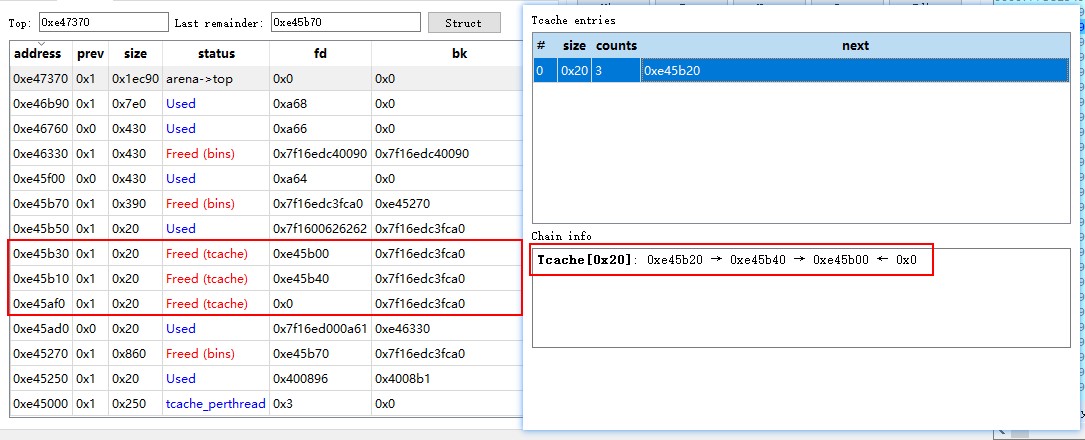 Top: 0xe47370 Last remainder: 0xe45b70 Struct
address prev size status fd bk
0xe47370 0x1 0x1ec90 arena->top 0x0 0x0
0xe46b90 0x1 0x7e0 Used 0xa68 0x0
0xe46760 0x0 0x430 Used 0xa66 0x0
0xe46330 0x1 0x430 Freed (bins) 0x7f16edc40090 0x7f16edc40090
0xe45f00 0x0 0x430 Used 0xa64 0x0
0xe45b70 0x1 0x390 Freed (bins) 0x7f16edc3fca0 0xe45270
0xe45b50 0x1 0x20 Used 0x7f1600626262 0x7f16edc3fca0
0xe45b30 0x1 0x20 Freed (tcache) 0xe45b00 0x7f16edc3fca0
0xe45b10 0x1 0x20 Freed (tcache) 0xe45b40 0x7f16edc3fca0
0xe45af0 0x1 0x20 Freed (tcache) 0x0 0x7f16edc3fca0
0xe45ad0 0x0 0x20 Used 0x7f16ed000a61 0xe46330
0xe45270 0x1 0x860 Freed (bins) 0xe45b70 0x7f16edc3fca0
0xe45250 0x1 0x20 Used 0x400896 0x4008b1
0xe45000 0x1 0x250 tcache_perthread 0x3 0x0
Tcache entries
# size counts next
0 0x20 3 0xe45b20
Chain info
Tcache[0x20]: 0xe45b20 → 0xe45b40 → 0xe45b00 ← 0x0